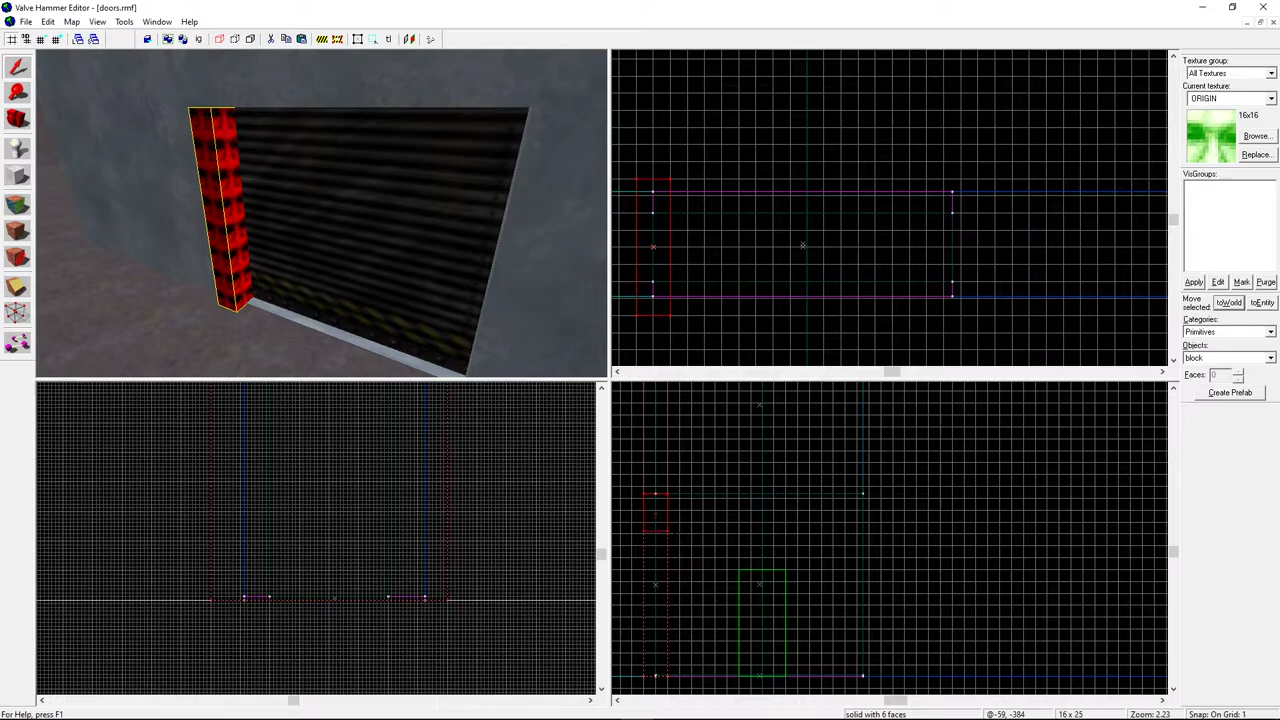 Valve Hammer Editor - [doors.rmf]
File Edit Map View Tools Window Help
Texture group:
All Textures
Current texture:
ORIGIN
16x16
Browse...
Replace...
VisGroups:
Apply Edit Mark Purge
Move selected: toWorld toEntity
Categories:
Primitives
Objects:
block
Faces: 0
Create Prefab
For Help, press F1 solid with 6 faces @-59, -384 16 x 25 Zoom: 2.23 Snap: On Grid: 1